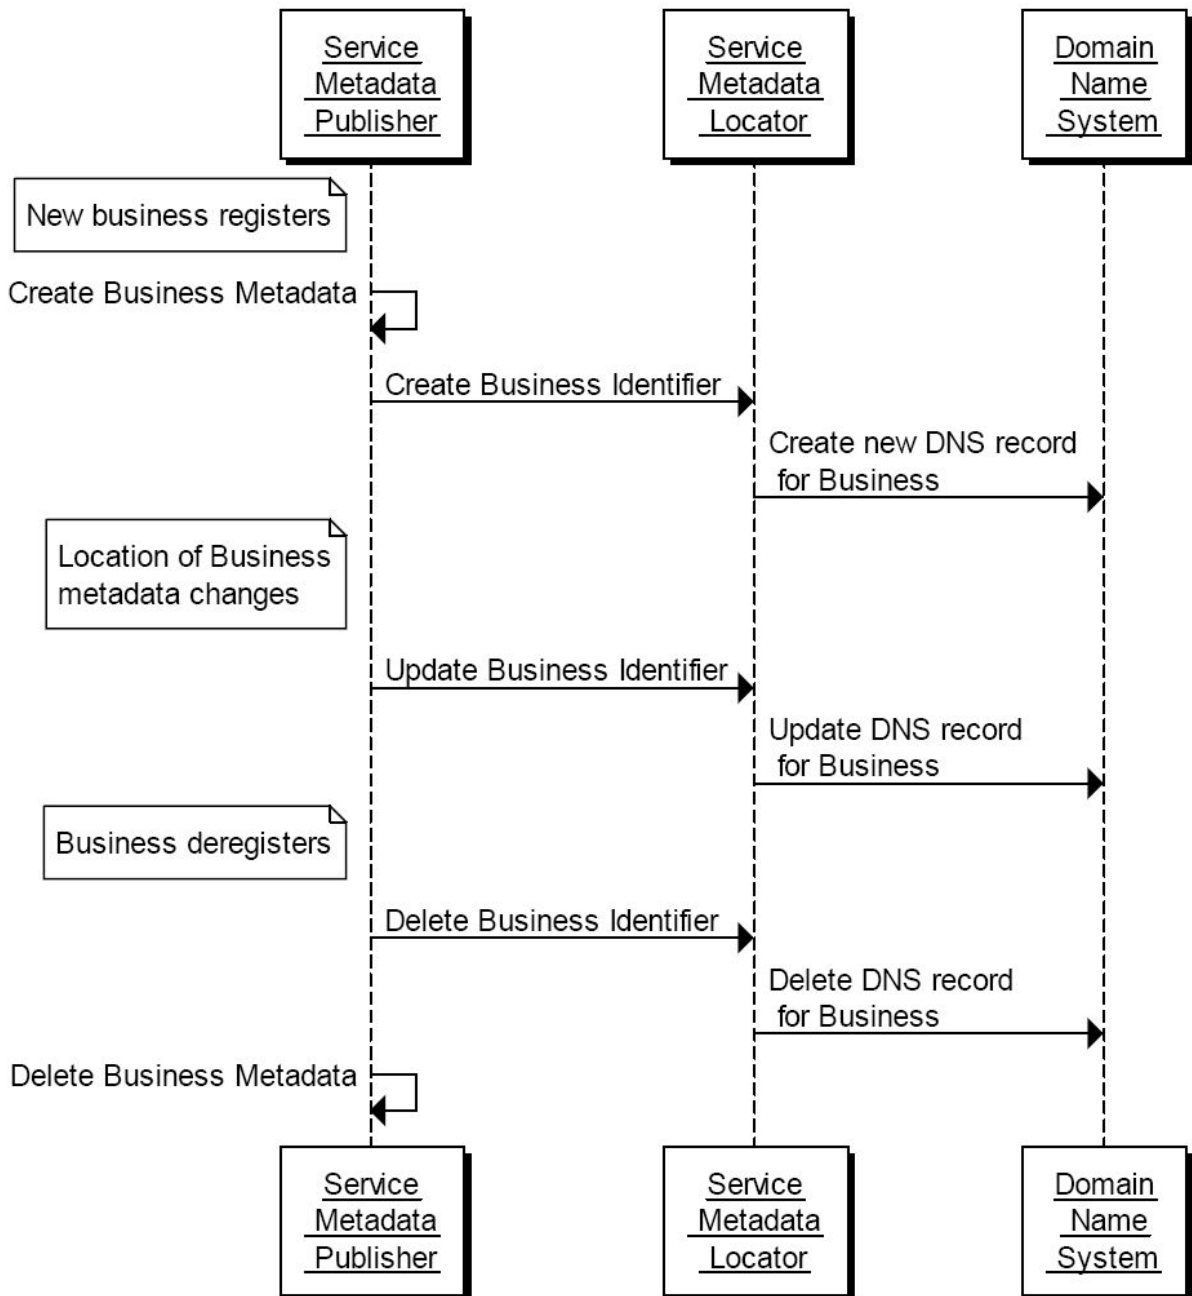 Service
Metadata
Publisher
Service
Metadata
Locator
Domain
Name
System
New business registers
Create Business Metadata
Create Business Identifier
Create new DNS record
for Business
Location of Business
metadata changes
Update Business Identifier
Update DNS record
for Business
Business deregisters
Delete Business Identifier
Delete DNS record
for Business
Delete Business Metadata
Service
Metadata
Publisher
Service
Metadata
Locator
Domain
Name
System